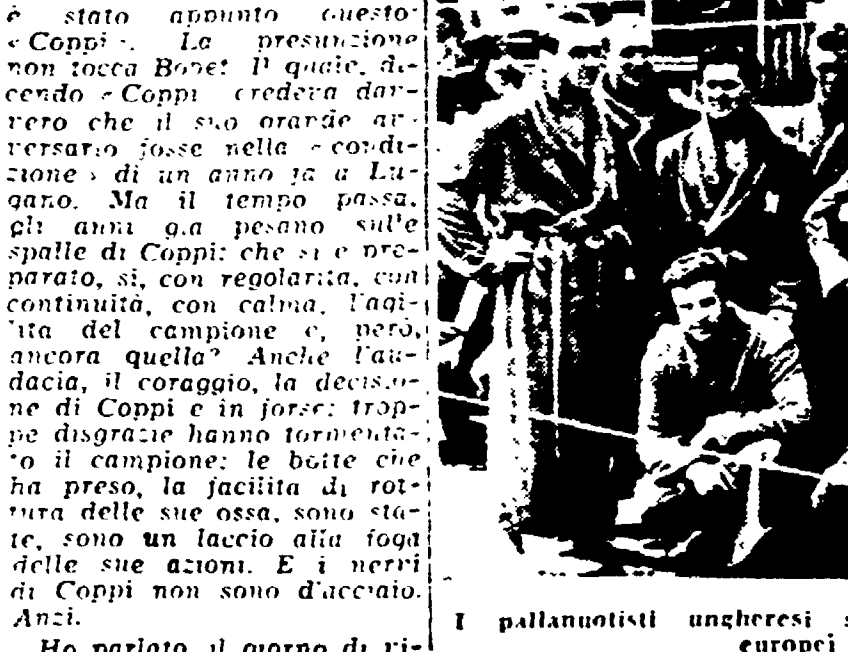 è stato appunto questo:
« Coppi ». La presunzione
non tocca Bobet. Il quale, di-
cendo « Coppi » credeva dav-
vero che il suo grande av-
versario fosse nella « condi-
zione » di un anno fa a Lu-
gano. Ma il tempo passa,
gli anni già pesano sulle
spalle di Coppi: che si è pre-
parato, sì, con regolarità, con
continuità, con calma. l'agi-
lità del campione è, però,
ancora quella? Anche l'au-
dacia, il coraggio, la decisio-
ne di Coppi è in forse: trop-
pe disgrazie hanno tormenta-
to il campione: le botte che
ha preso, la facilità di rot-
tura delle sue ossa, sono sta-
te, sono un laccio alla foga
delle sue azioni. E i nervi
di Coppi non sono d'acciaio.
Anzi.
Ho parlato, il giorno di ri-
I pallanuotisti ungheresi
europei